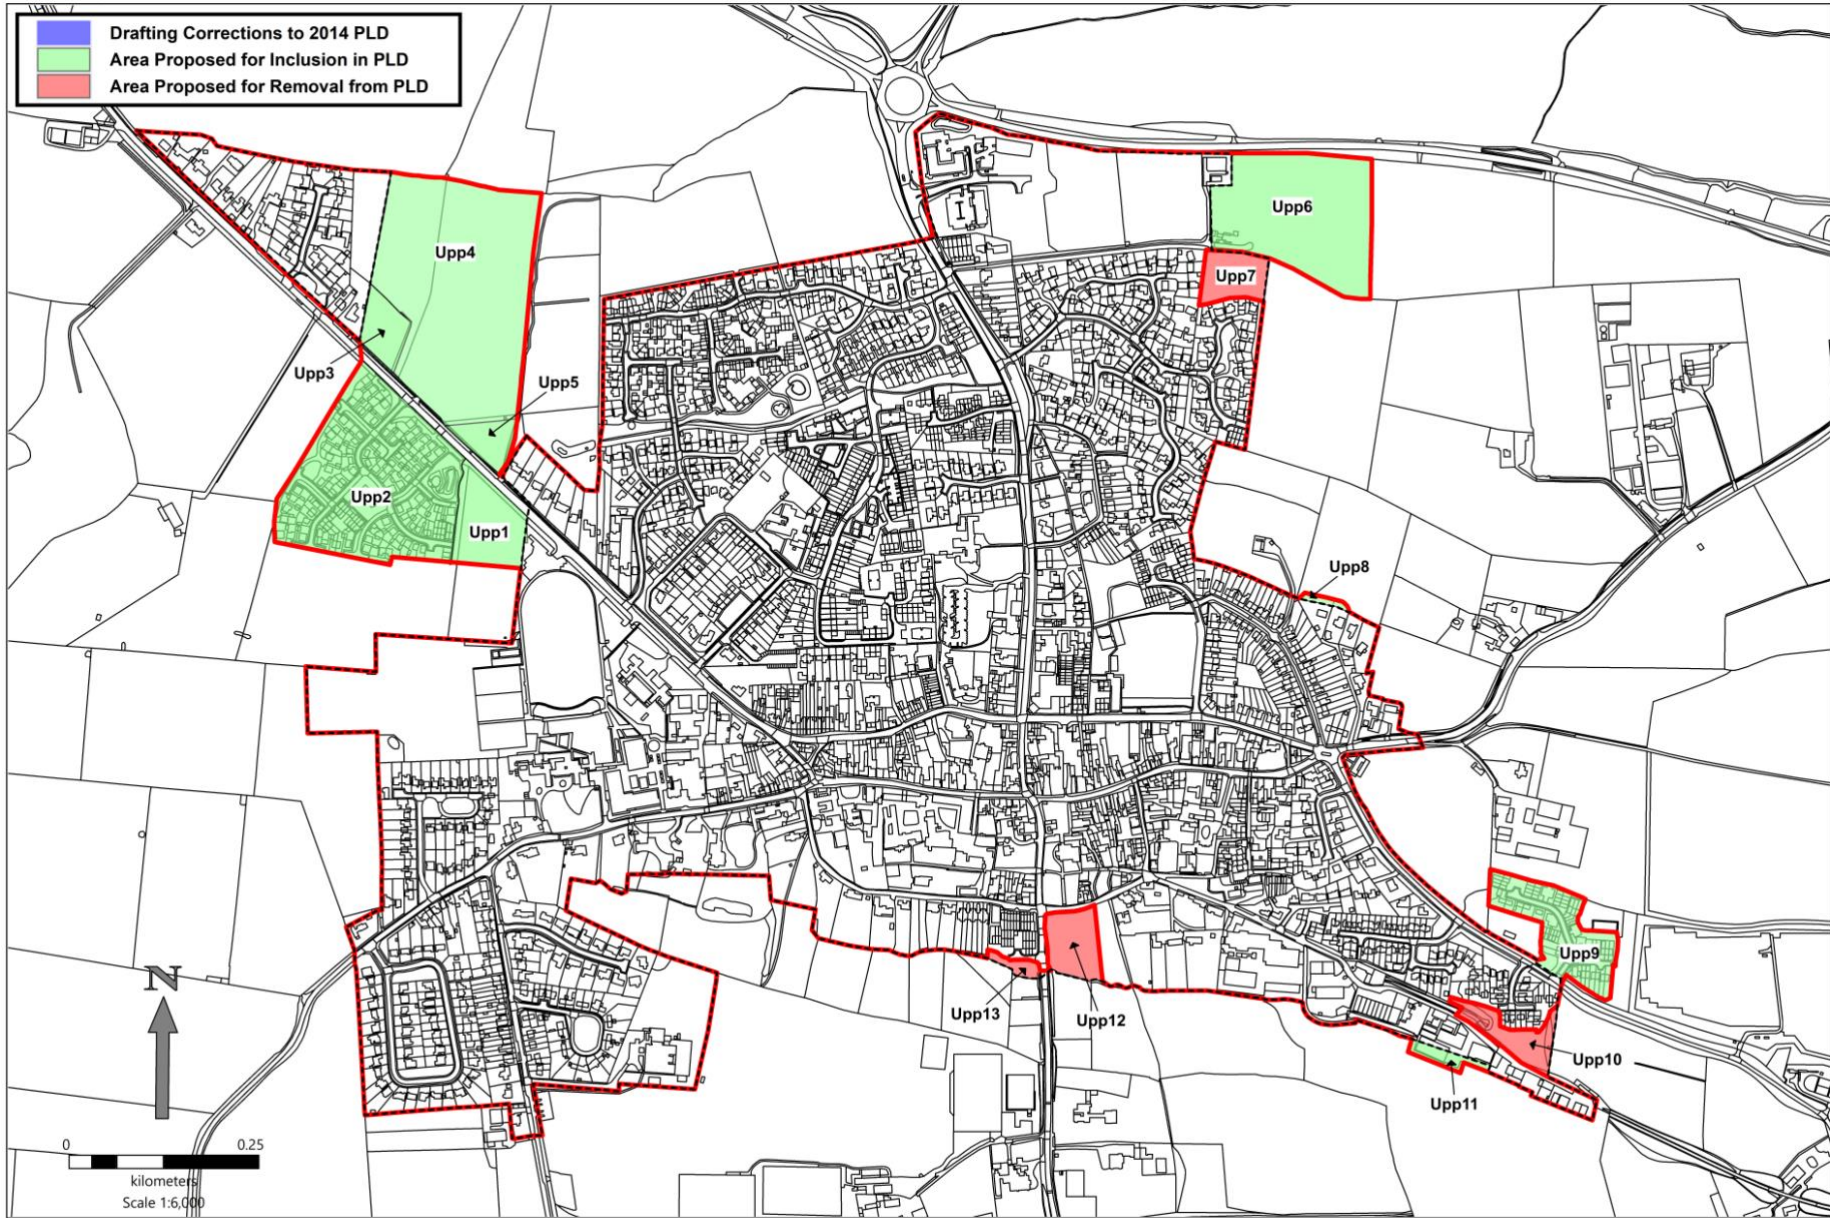 Drafting Corrections to 2014 PLD
Area Proposed for Inclusion in PLD
Area Proposed for Removal from PLD
Upp6
Upp4
Upp7
Upp3
Upp5
Upp2
Upp1
Upp8
Upp9
N
Upp13
Upp12
Upp10
Upp11
0 0.25
kilometers
Scale 1:6,000